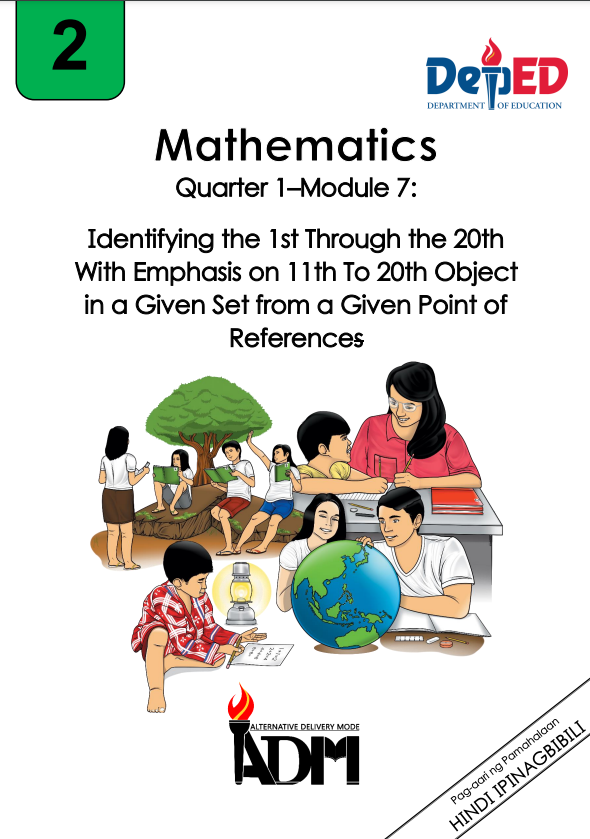 2
DepED
DEPARTMENT OF EDUCATION
Mathematics
Quarter 1–Module 7:
Identifying the 1st Through the 20th
With Emphasis on 11th To 20th Object
in a Given Set from a Given Point of
References
ALTERNATIVE DELIVERY MODE
ADM
Pag-aari ng Pamahalaan
HINDI IPINAGBIBILI